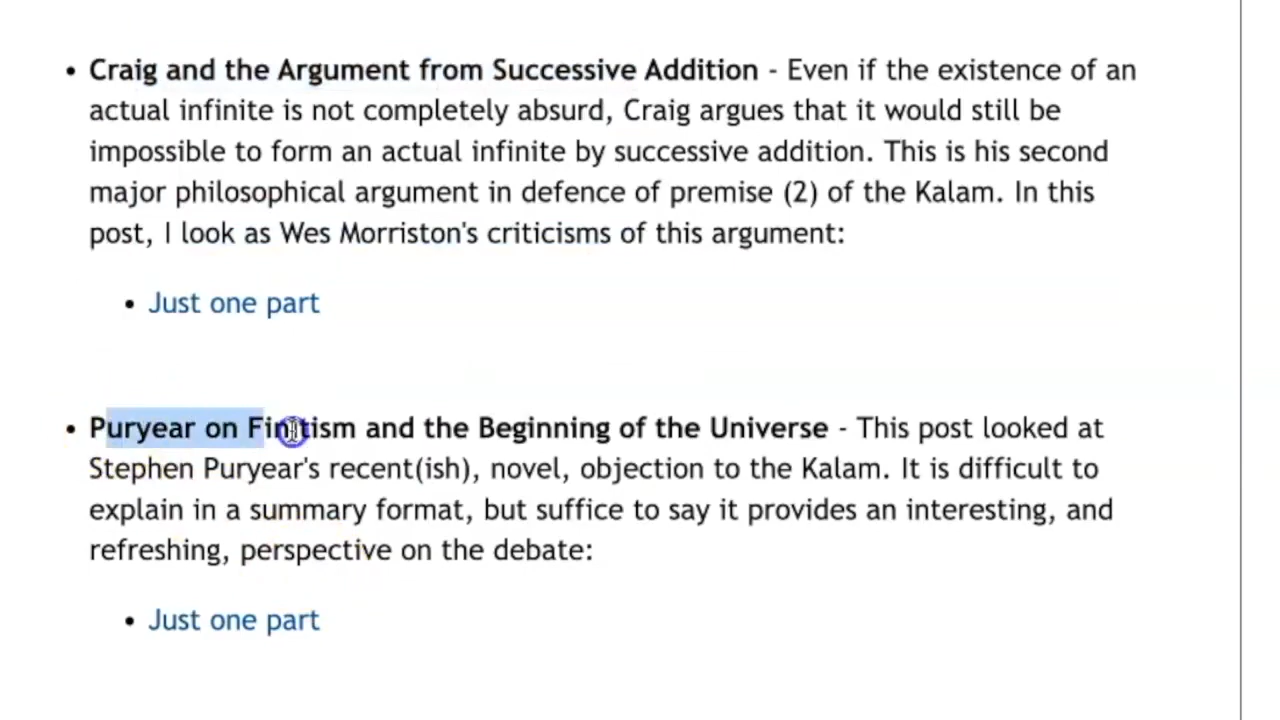 • Craig and the Argument from Successive Addition - Even if the existence of an
actual infinite is not completely absurd, Craig argues that it would still be
impossible to form an actual infinite by successive addition. This is his second
major philosophical argument in defence of premise (2) of the Kalam. In this
post, I look as Wes Morriston's criticisms of this argument:
• Just one part
• Puryear on Finitism and the Beginning of the Universe - This post looked at
Stephen Puryear's recent(ish), novel, objection to the Kalam. It is difficult to
explain in a summary format, but suffice to say it provides an interesting, and
refreshing, perspective on the debate:
• Just one part